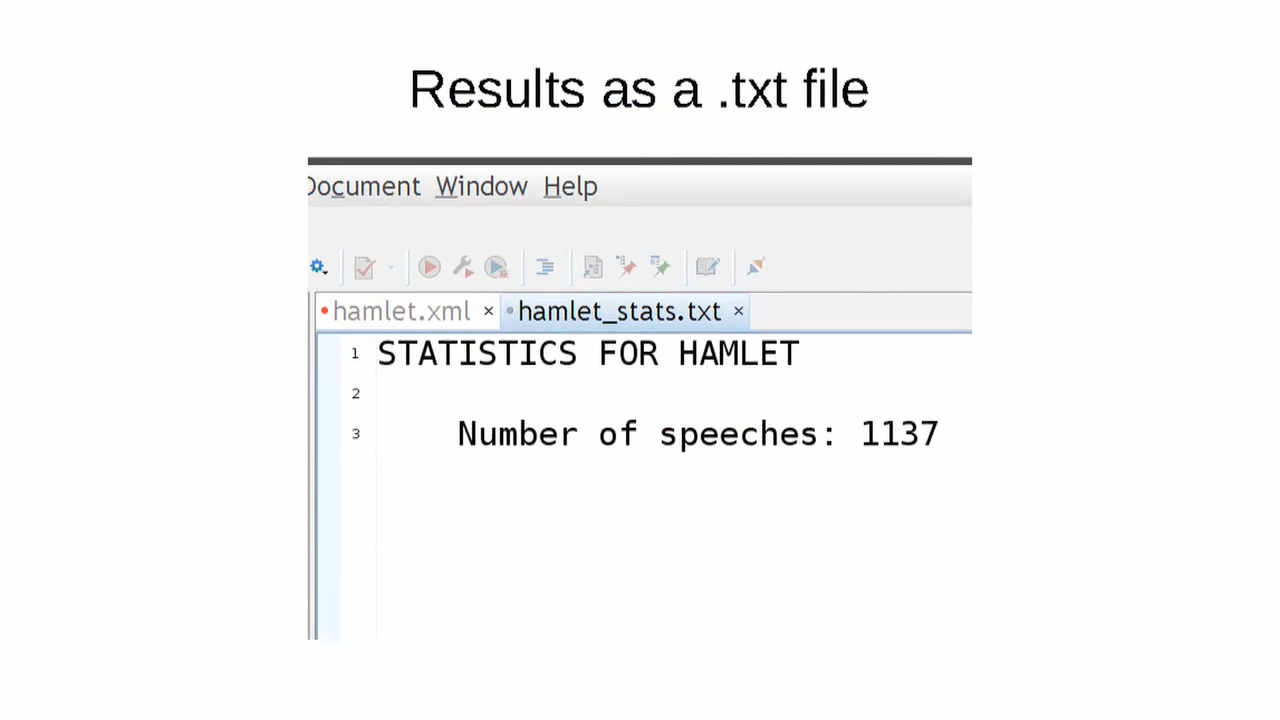 Results as a .txt file
Document Window Help
hamlet.xml × hamlet_stats.txt ×
1 STATISTICS FOR HAMLET
2
3 Number of speeches: 1137